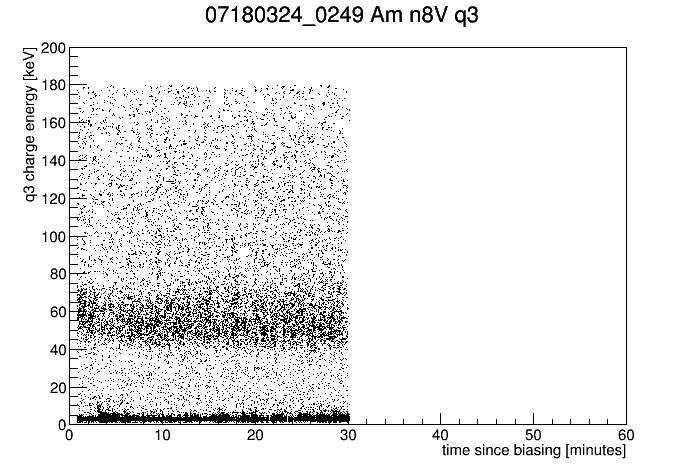 07180324_0249 Am n8V q3
q3 charge energy [keV]
200
180
160
140
120
100
80
60
40
20
0
0 10 20 30 40 50 60
time since biasing [minutes]